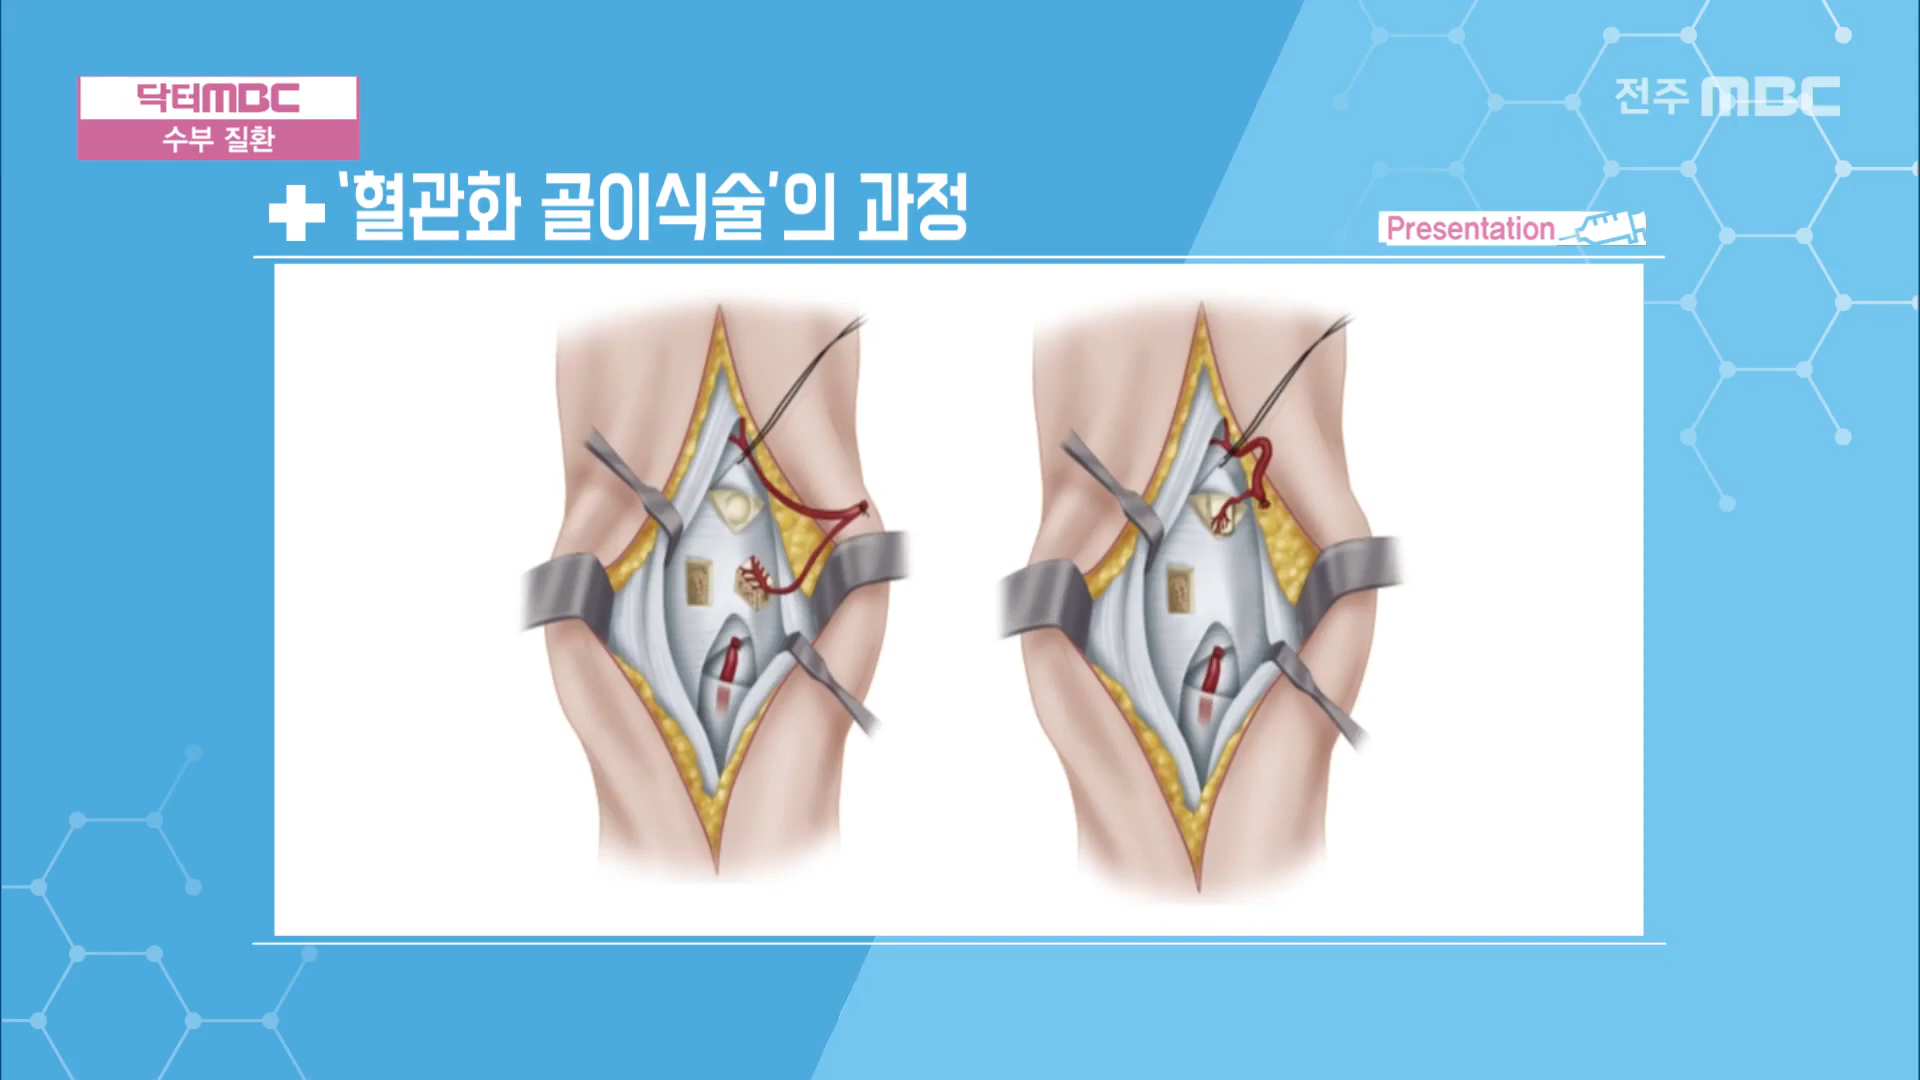 닥터MBC
수부 질환
전주 MBC
'혈관화 골이식술'의 과정
Presentation